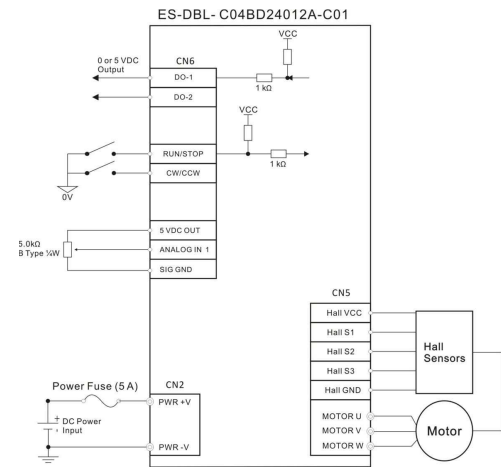 ES-DBL- C04BD24012A-C01
VCC
0 or 5 VDC
Output
CN6
DO-1
1 kΩ
DO-2
VCC
RUN/STOP
1 kΩ
CW/CCW
0V
5 VDC OUT
5.0kΩ
B Type ¼W
ANALOG IN 1
SIG GND
CN5
Hall VCC
Hall S1
Hall S2
Hall S3
Hall GND
Hall
Sensors
Power Fuse (5 A)
CN2
PWR +V
+ DC Power
- Input
PWR -V
MOTOR U
MOTOR V
MOTOR W
Motor